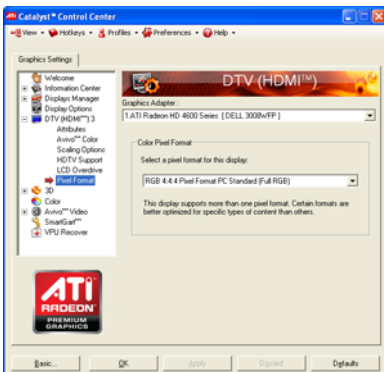 ATI Catalyst™ Control Center
View Hotkeys Profiles Preferences Help
Graphics Settings
Welcome
Information Center
Displays Manager
Display Options
DTV (HDMI™) 3
Attributes
Avivo™ Color
Scaling Options
HDTV Support
LCD Overdrive
Pixel Format
3D
Color
Avivo™ Video
SmartGart™
VPU Recover
DTV (HDMI™)
Graphics Adapter :
1.ATI Radeon HD 4600 Series [ DELL 3008WFP ]
Color Pixel Format
Select a pixel format for this display:
RGB 4:4:4 Pixel Format PC Standard (Full RGB)
This display supports more than one pixel format. Certain formats are
better optimized for specific types of content than others.
ATI
RADEON
PREMIUM
GRAPHICS
Basic... OK Apply Discard Defaults